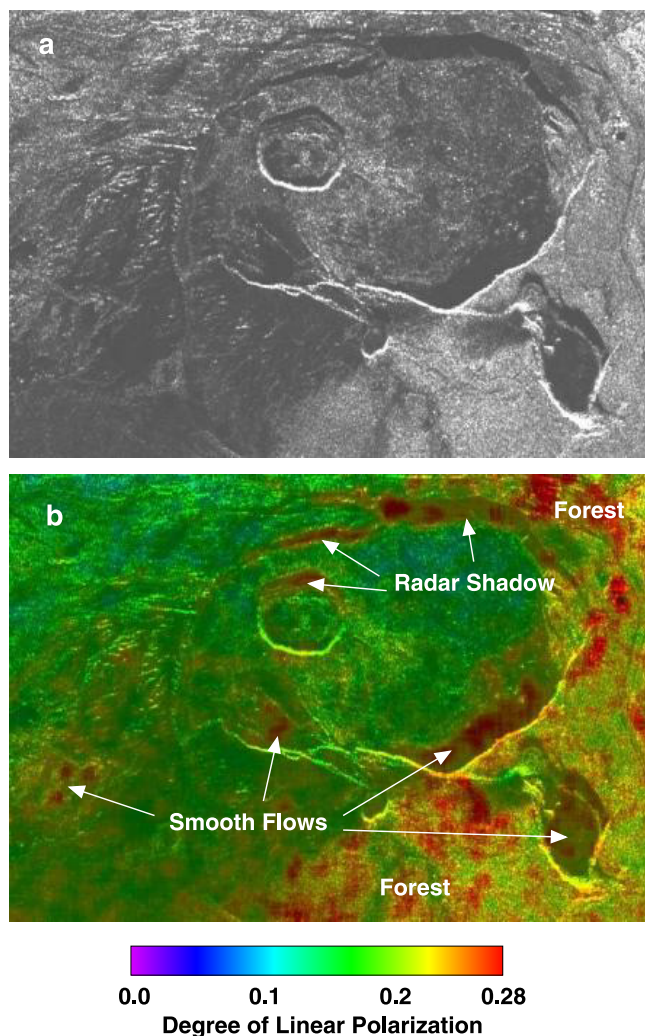 a
b
Forest
Radar Shadow
Smooth Flows
Forest
0.0 0.1 0.2 0.28
Degree of Linear Polarization